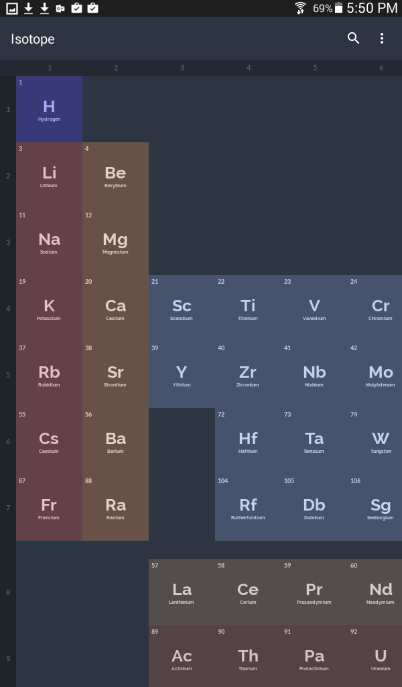 69% 5:50 PM
Isotope
1 2 3 4 5 6
1
1
H
Hydrogen
2
3 4
Li Be
Lithium Beryllium
3
11 12
Na Mg
Sodium Magnesium
4
19 20 21 22 23 24
K Ca Sc Ti V Cr
Potassium Calcium Scandium Titanium Vanadium Chromium
5
37 38 39 40 41 42
Rb Sr Y Zr Nb Mo
Rubidium Strontium Yttrium Zirconium Niobium Molybdenum
6
55 56 72 73 74
Cs Ba Hf Ta W
Caesium Barium Hafnium Tantalum Tungsten
7
87 88 104 105 106
Fr Ra Rf Db Sg
Francium Radium Rutherfordium Dubnium Seaborgium
8
57 58 59 60
La Ce Pr Nd
Lanthanum Cerium Praseodymium Neodymium
9
89 90 91 92
Ac Th Pa U
Actinium Thorium Protactinium Uranium